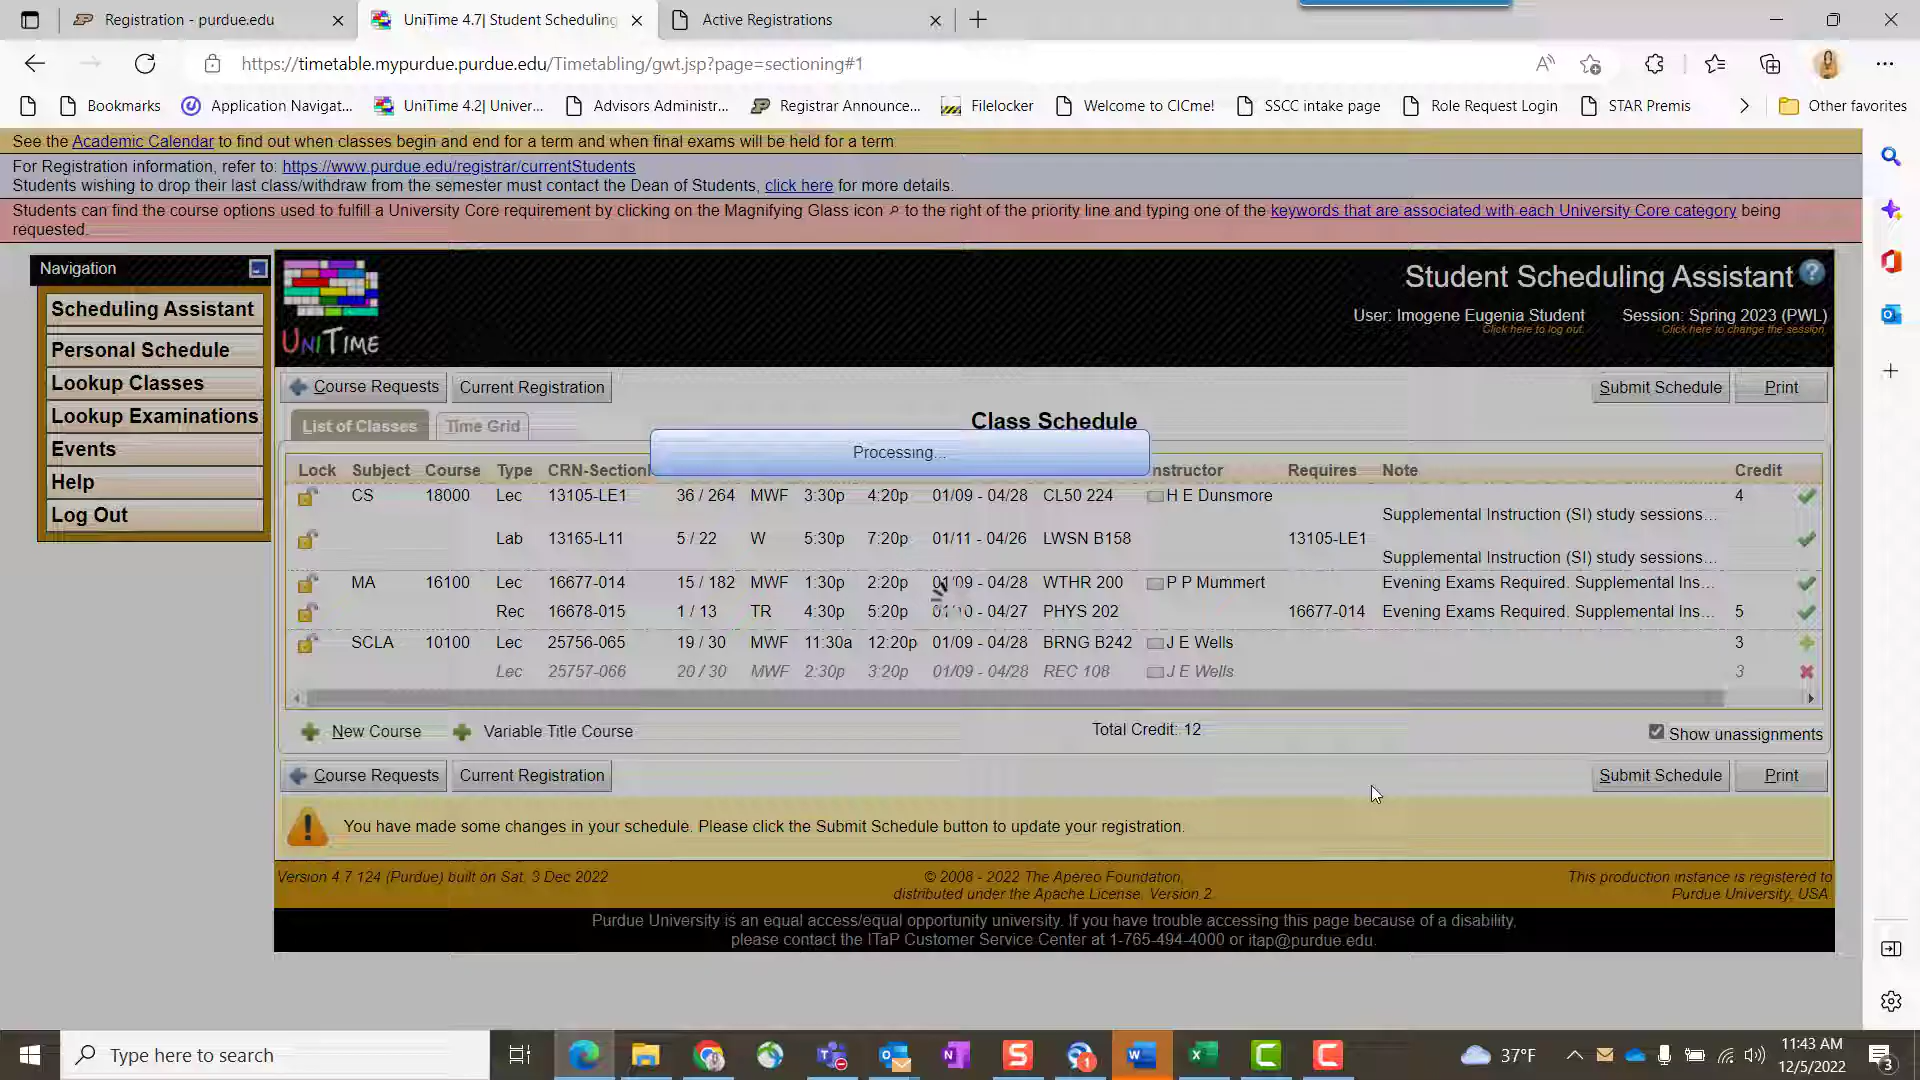 Registration - purdue.edu
UniTime 4.7| Student Scheduling
Active Registrations
https://timetable.mypurdue.purdue.edu/Timetabling/gwt.jsp?page=sectioning#1
Bookmarks Application Navigat... UniTime 4.2| Univer... Advisors Administr... Registrar Announce... Filelocker Welcome to CICme! SSCC intake page Role Request Login STAR Premis Other favorites
See the Academic Calendar to find out when classes begin and end for a term and when final exams will be held for a term
For Registration information, refer to: https://www.purdue.edu/registrar/currentStudents
Students wishing to drop their last class/withdraw from the semester must contact the Dean of Students, click here for more details.
Students can find the course options used to fulfill a University Core requirement by clicking on the Magnifying Glass icon to the right of the priority line and typing one of the keywords that are associated with each University Core category being
requested.
Navigation
Scheduling Assistant
Personal Schedule
Lookup Classes
Lookup Examinations
Events
Help
Log Out
UNITIME
Student Scheduling Assistant
User: Imogene Eugenia Student Session: Spring 2023 (PWL)
Click here to log out. Click here to change the session
Course Requests Current Registration Submit Schedule Print
List of Classes Time Grid Class Schedule
Processing...
Lock Subject Course Type CRN-Section nstructor Requires Note Credit
CS 18000 Lec 13105-LE1 36 / 264 MWF 3:30p 4:20p 01/09 - 04/28 CL50 224 H E Dunsmore 4
Supplemental Instruction (SI) study sessions...
Lab 13165-L11 5 / 22 W 5:30p 7:20p 01/11 - 04/26 LWSN B158 13105-LE1
Supplemental Instruction (SI) study sessions...
MA 16100 Lec 16677-014 15 / 182 MWF 1:30p 2:20p 01/09 - 04/28 WTHR 200 P P Mummert Evening Exams Required. Supplemental Ins...
Rec 16678-015 1 / 13 TR 4:30p 5:20p 01/10 - 04/27 PHYS 202 16677-014 Evening Exams Required. Supplemental Ins... 5
SCLA 10100 Lec 25756-065 19 / 30 MWF 11:30a 12:20p 01/09 - 04/28 BRNG B242 J E Wells 3
Lec 25757-066 20 / 30 MWF 2:30p 3:20p 01/09 - 04/28 REC 108 J E Wells 3
New Course Variable Title Course Total Credit: 12 Show unassignments
Course Requests Current Registration Submit Schedule Print
You have made some changes in your schedule. Please click the Submit Schedule button to update your registration.
Version 4.7.124 (Purdue) built on Sat, 3 Dec 2022
© 2008 - 2022 The Apereo Foundation,
distributed under the Apache License, Version 2.
This production instance is registered to
Purdue University, USA.
Purdue University is an equal access/equal opportunity university. If you have trouble accessing this page because of a disability,
please contact the ITaP Customer Service Center at 1-765-494-4000 or itap@purdue.edu.
Type here to search
37°F
11:43 AM
12/5/2022
3